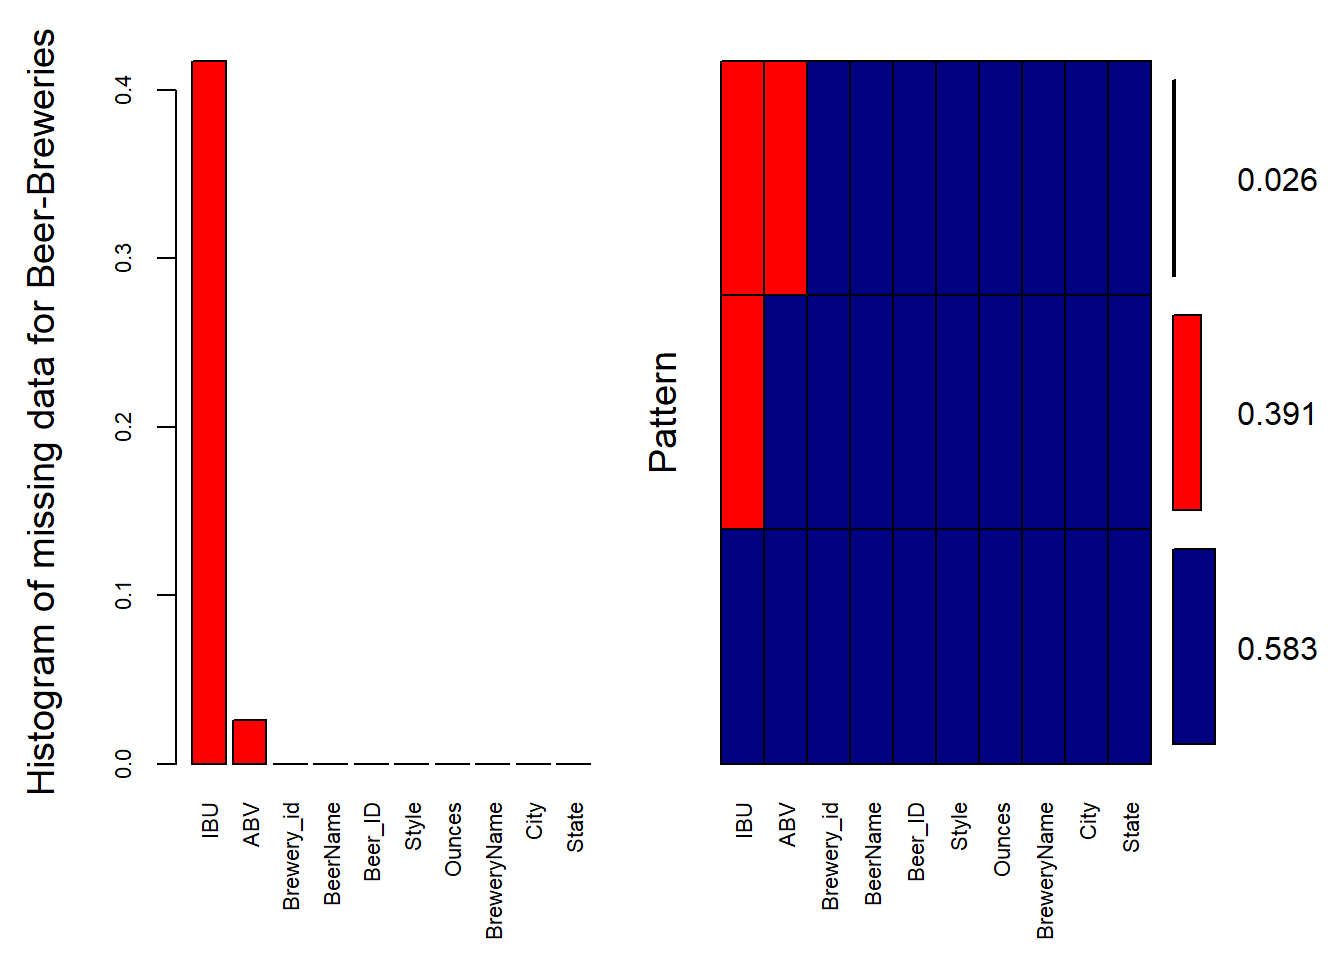 Histogram of missing data for Beer-Breweries
0.4
0.3
0.2
0.1
0.0
IBU
ABV
Brewery_id
BeerName
Beer_ID
Style
Ounces
BreweryName
City
State
Pattern
IBU
ABV
Brewery_id
BeerName
Beer_ID
Style
Ounces
BreweryName
City
State
0.026
0.391
0.583